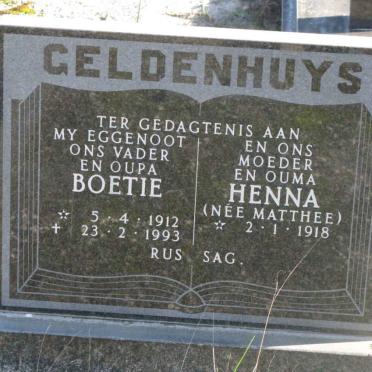 GELDENHUYS
TER GEDAGTENIS AAN
MY EGGENOOT
ONS VADER
EN OUPA
BOETIE
☆ 5·4·1912
† 23·2·1993
EN ONS
MOEDER
EN OUMA
HENNA
(NÉE MATTHEE)
☆ 2·1·1918
RUS SAG.